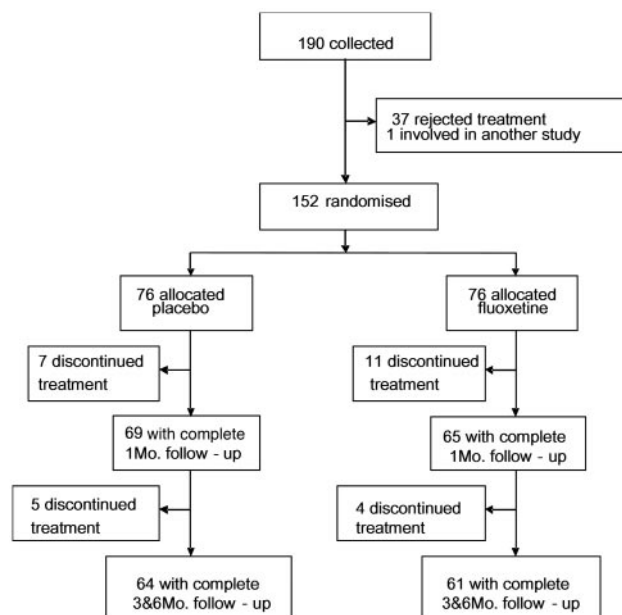 190 collected
37 rejected treatment
1 involved in another study
152 randomised
76 allocated
placebo
76 allocated
fluoxetine
7 discontinued
treatment
11 discontinued
treatment
69 with complete
1Mo. follow - up
65 with complete
1Mo. follow - up
5 discontinued
treatment
4 discontinued
treatment
64 with complete
3&6Mo. follow - up
61 with complete
3&6Mo. follow - up